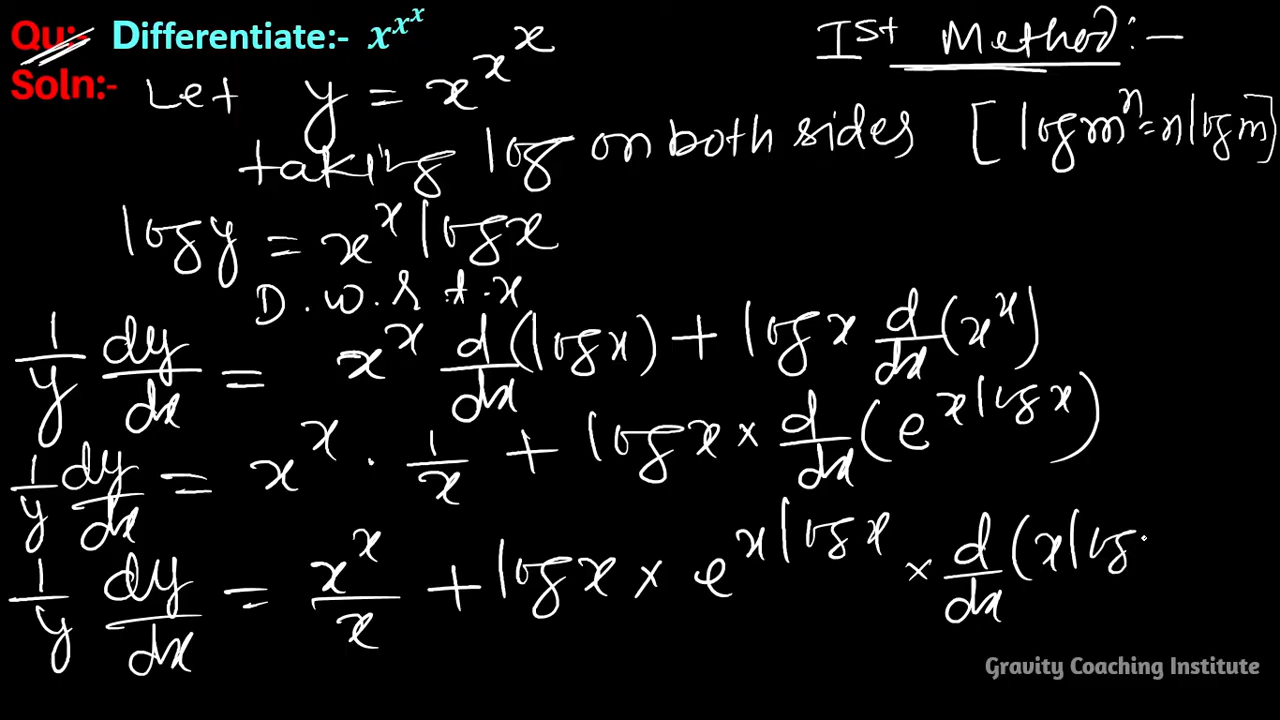 Qu:- Differentiate:- x^{x^x} Ist Method:-
Soln:- Let y = x^{x^x}
taking log on both sides [log m^n = n log m]
log y = x^x log x
D.w.r.t.x
1/y dy/dx = x^x d/dx (log x) + log x d/dx (x^x)
1/y dy/dx = x^x . 1/x + log x × d/dx (e^{x log x})
1/y dy/dx = x^x/x + log x × e^{x log x} × d/dx (x log
Gravity Coaching Institute